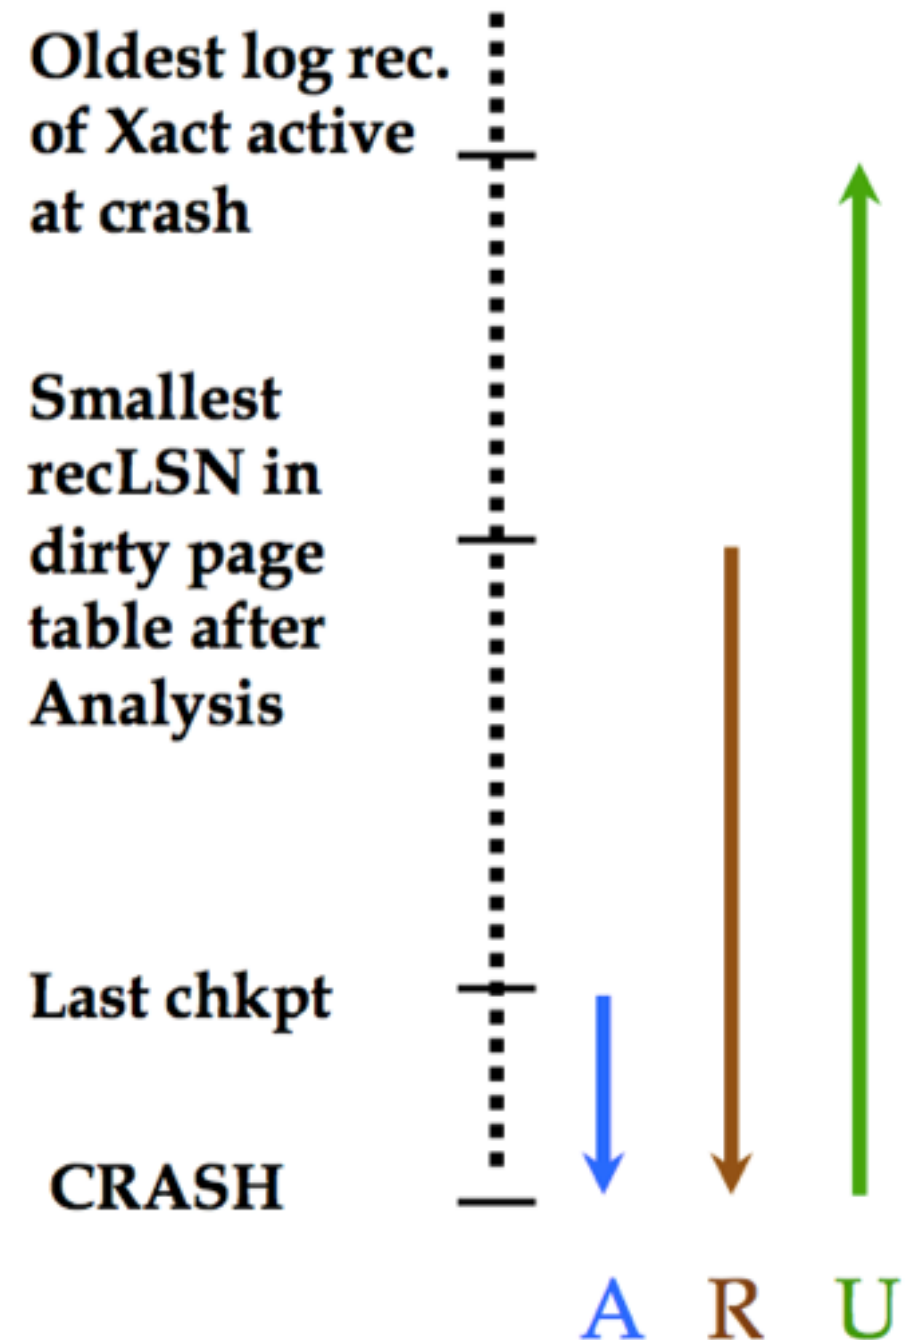 Oldest log rec.
of Xact active
at crash
Smallest
recLSN in
dirty page
table after
Analysis
Last chkpt
CRASH
A R U